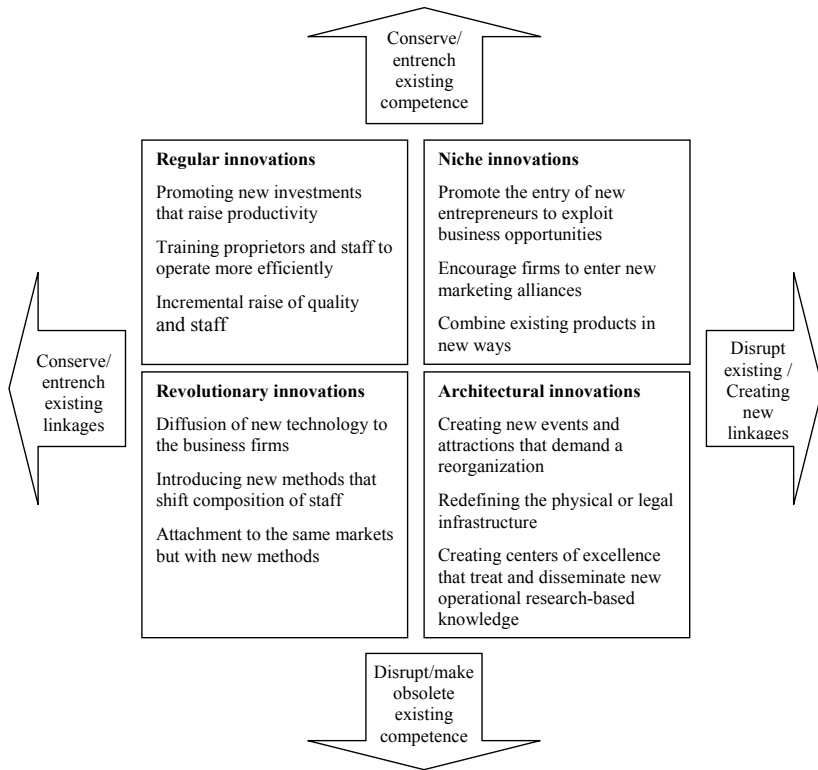 Conserve/
entrench
existing
competence
Regular innovations
Promoting new investments
that raise productivity
Training proprietors and staff to
operate more efficiently
Incremental raise of quality
and staff
Niche innovations
Promote the entry of new
entrepreneurs to exploit
business opportunities
Encourage firms to enter new
marketing alliances
Combine existing products in
new ways
Conserve/
entrench
existing
linkages
Disrupt
existing /
Creating
new
linkages
Revolutionary innovations
Diffusion of new technology to
the business firms
Introducing new methods that
shift composition of staff
Attachment to the same markets
but with new methods
Architectural innovations
Creating new events and
attractions that demand a
reorganization
Redefining the physical or legal
infrastructure
Creating centers of excellence
that treat and disseminate new
operational research-based
knowledge
Disrupt/make
obsolete
existing
competence